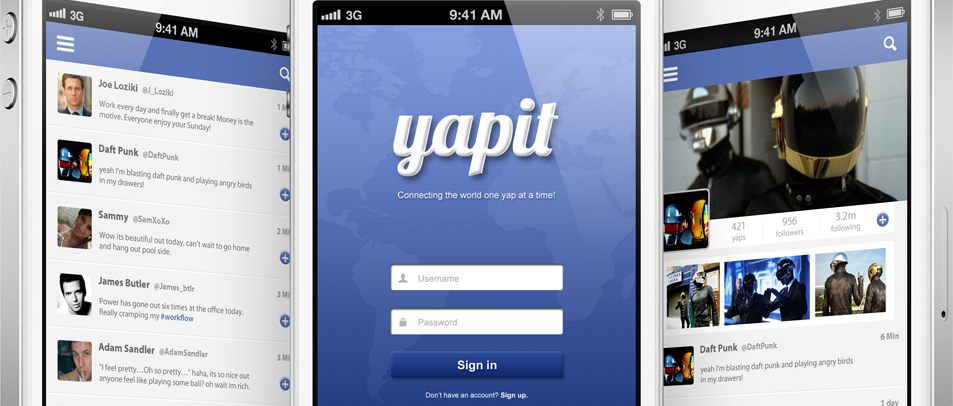 3G
9:41 AM
Joe Loziki @J_Loziki
Work every day and finally get a break! Money is the
motive. Everyone enjoy your Sunday!
Daft Punk @DaftPunk
yeah I'm blasting daft punk and playing angry birds
in my drawers!
1 Min
Sammy @SamXoXo
Wow its beautiful out today, can't wait to go home
and hang out pool side.
2 Mi
James Butler @James_btlr
Power has gone out six times at the office today.
Really cramping my #workflow
3 Mi
Adam Sandler @AdamSandler
"I feel pretty...Oh so pretty..." haha, its so nice out
anyone feel like playing some ball? oh wait im rich.
3 Mi
3G
9:41 AM
yapit
Connecting the world one yap at a time!
Username
Password
Sign in
Don't have an account? Sign up.
3G
9:41 AM
421
yaps
956
followers
3.2m
following
Daft Punk @DaftPunk
6 Min
yeah I'm blasting daft punk and playing angry birds
in my drawers!
1 day